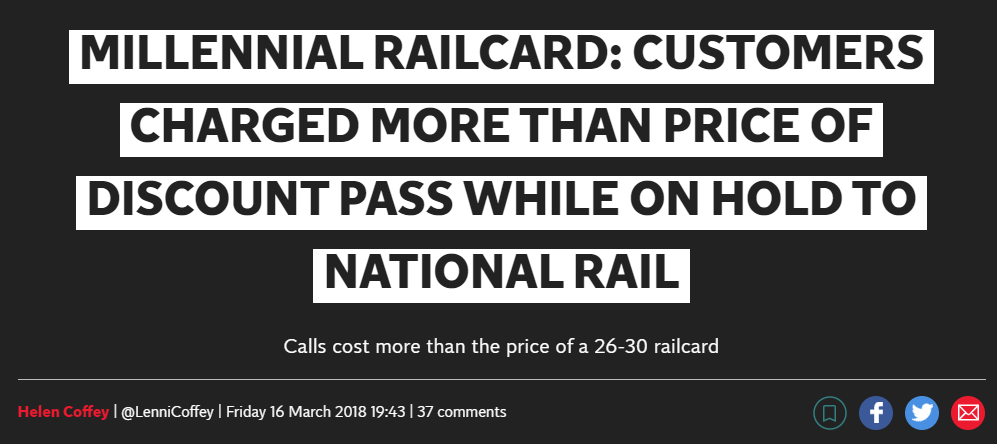 MILLENNIAL RAILCARD: CUSTOMERS
CHARGED MORE THAN PRICE OF
DISCOUNT PASS WHILE ON HOLD TO
NATIONAL RAIL
Calls cost more than the price of a 26-30 railcard
Helen Coffey | @LenniCoffey | Friday 16 March 2018 19:43 | 37 comments